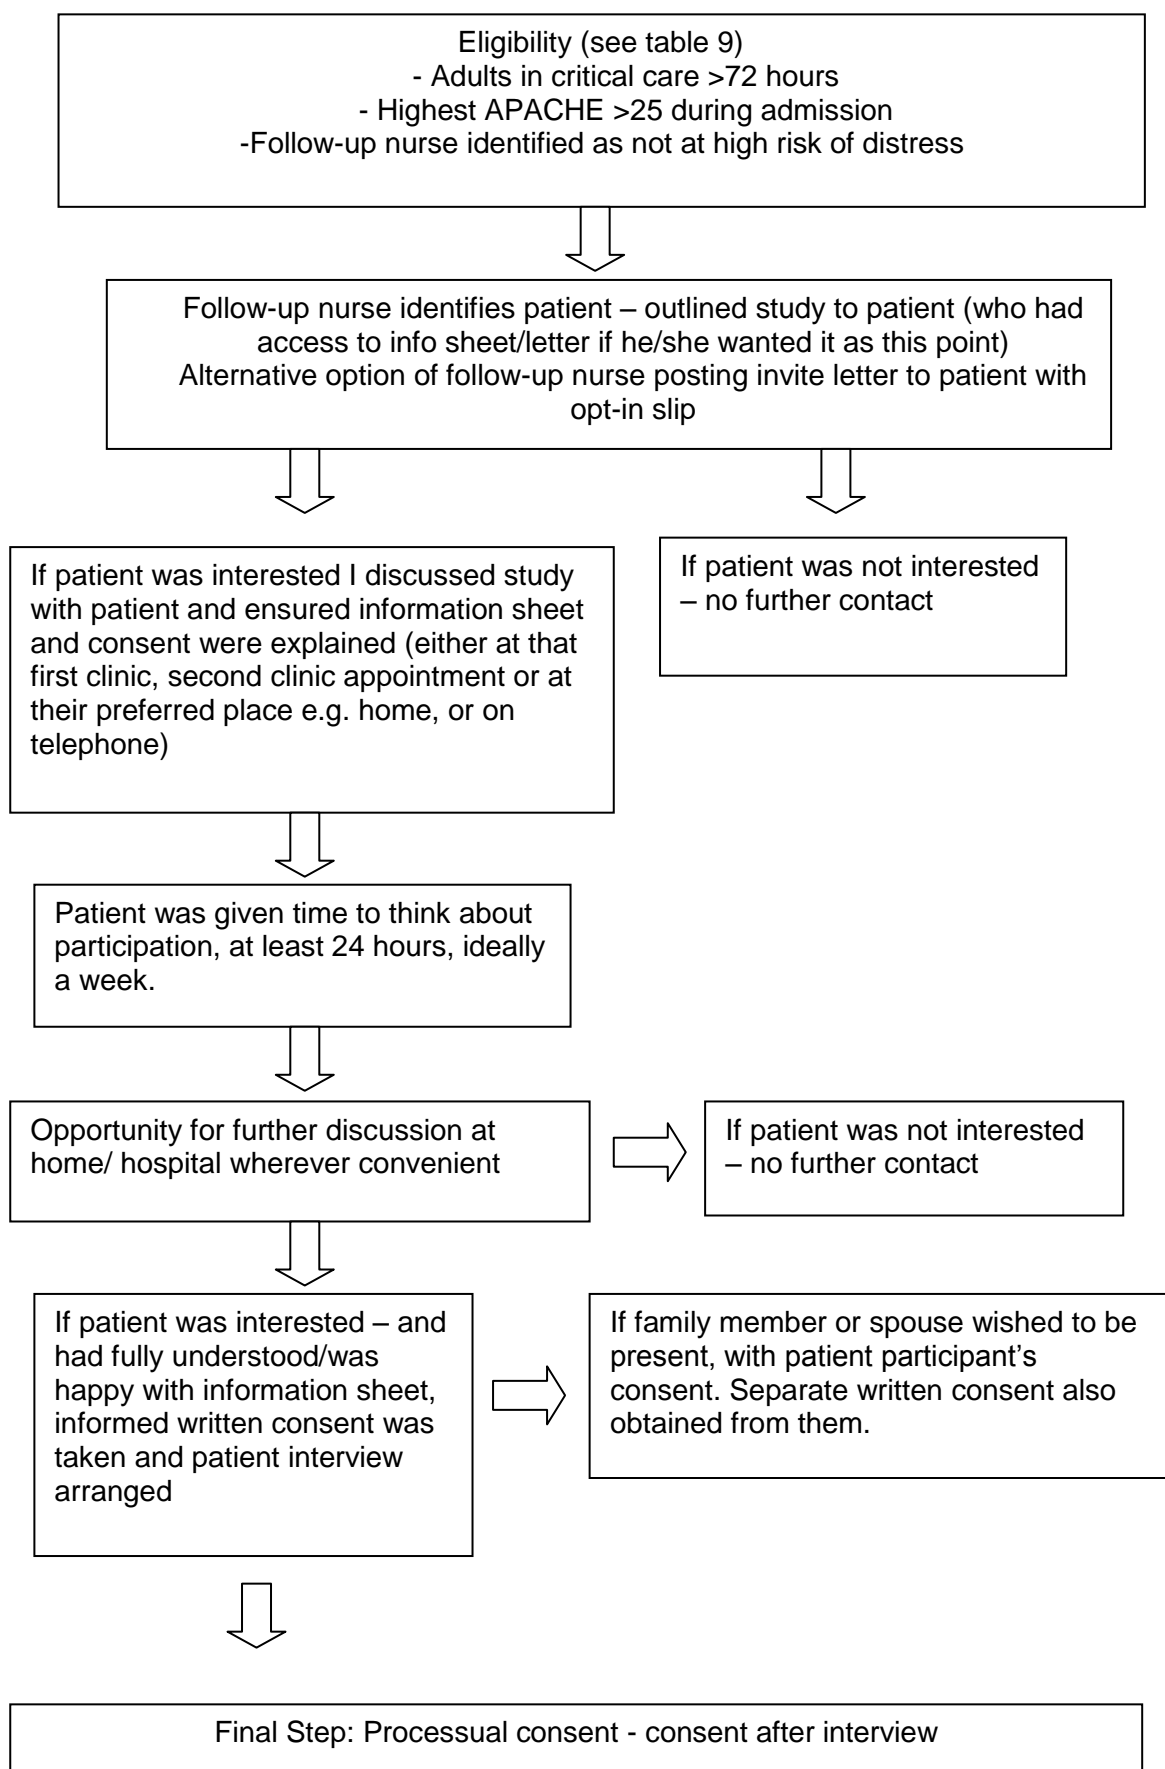 Eligibility (see table 9)
- Adults in critical care >72 hours
- Highest APACHE >25 during admission
-Follow-up nurse identified as not at high risk of distress
Follow-up nurse identifies patient – outlined study to patient (who had
access to info sheet/letter if he/she wanted it as this point)
Alternative option of follow-up nurse posting invite letter to patient with
opt-in slip
If patient was interested I discussed study
with patient and ensured information sheet
and consent were explained (either at that
first clinic, second clinic appointment or at
their preferred place e.g. home, or on
telephone)
If patient was not interested
– no further contact
Patient was given time to think about
participation, at least 24 hours, ideally
a week.
Opportunity for further discussion at
home/ hospital wherever convenient
If patient was not interested
– no further contact
If patient was interested – and
had fully understood/was
happy with information sheet,
informed written consent was
taken and patient interview
arranged
If family member or spouse wished to be
present, with patient participant's
consent. Separate written consent also
obtained from them.
Final Step: Processual consent - consent after interview